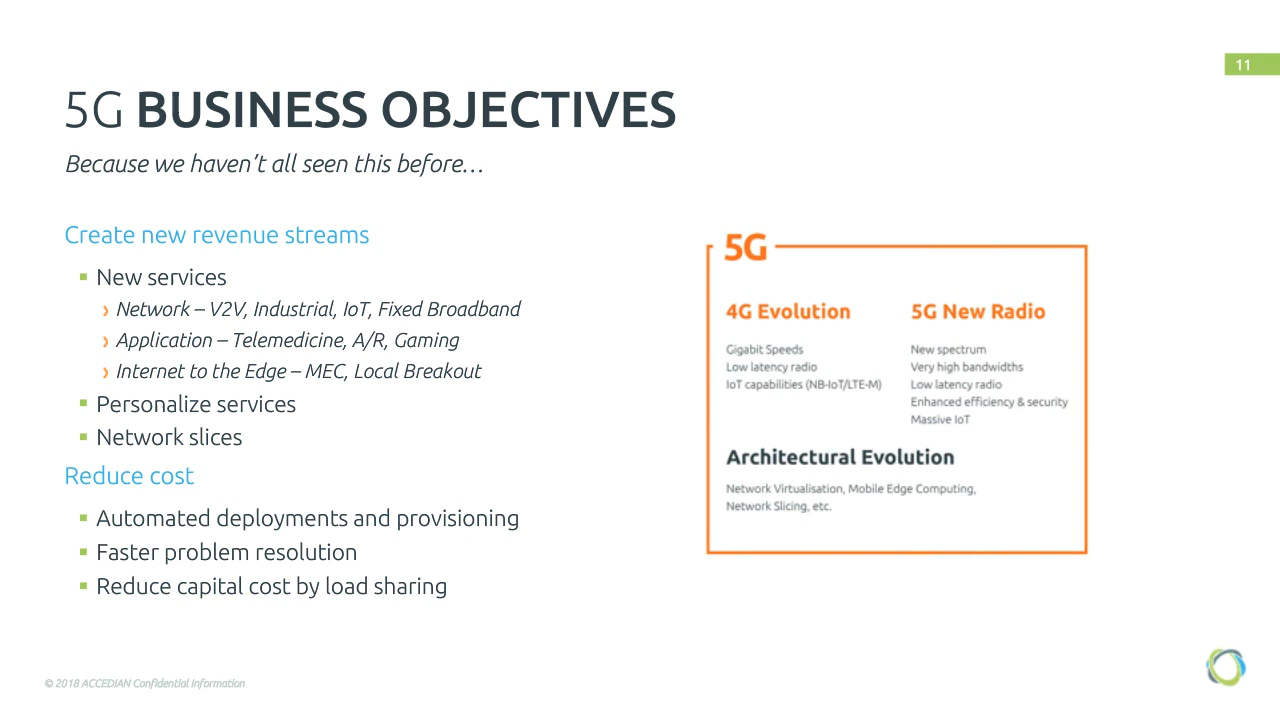 11
5G BUSINESS OBJECTIVES
Because we haven't all seen this before…
Create new revenue streams
New services
Network – V2V, Industrial, IoT, Fixed Broadband
Application – Telemedicine, A/R, Gaming
Internet to the Edge – MEC, Local Breakout
Personalize services
Network slices
Reduce cost
Automated deployments and provisioning
Faster problem resolution
Reduce capital cost by load sharing
5G
4G Evolution
Gigabit Speeds
Low latency radio
IoT capabilities (NB-IoT/LTE-M)
5G New Radio
New spectrum
Very high bandwidths
Low latency radio
Enhanced efficiency & security
Massive IoT
Architectural Evolution
Network Virtualisation, Mobile Edge Computing,
Network Slicing, etc.
© 2018 ACCEDIAN Confidential Information